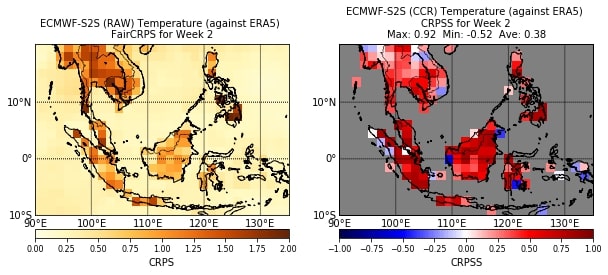 ECMWF-S2S (RAW) Temperature (against ERA5)
FairCRPS for Week 2
10°N
0°
10°S
90°E 100°E 110°E 120°E 130°E
0.00 0.25 0.50 0.75 1.00 1.25 1.50 1.75 2.00
CRPS
ECMWF-S2S (CCR) Temperature (against ERA5)
CRPSS for Week 2
Max: 0.92 Min: -0.52 Ave: 0.38
10°N
0°
10°S
90°E 100°E 110°E 120°E 130°E
−1.00 −0.75 −0.50 −0.25 0.00 0.25 0.50 0.75 1.00
CRPSS